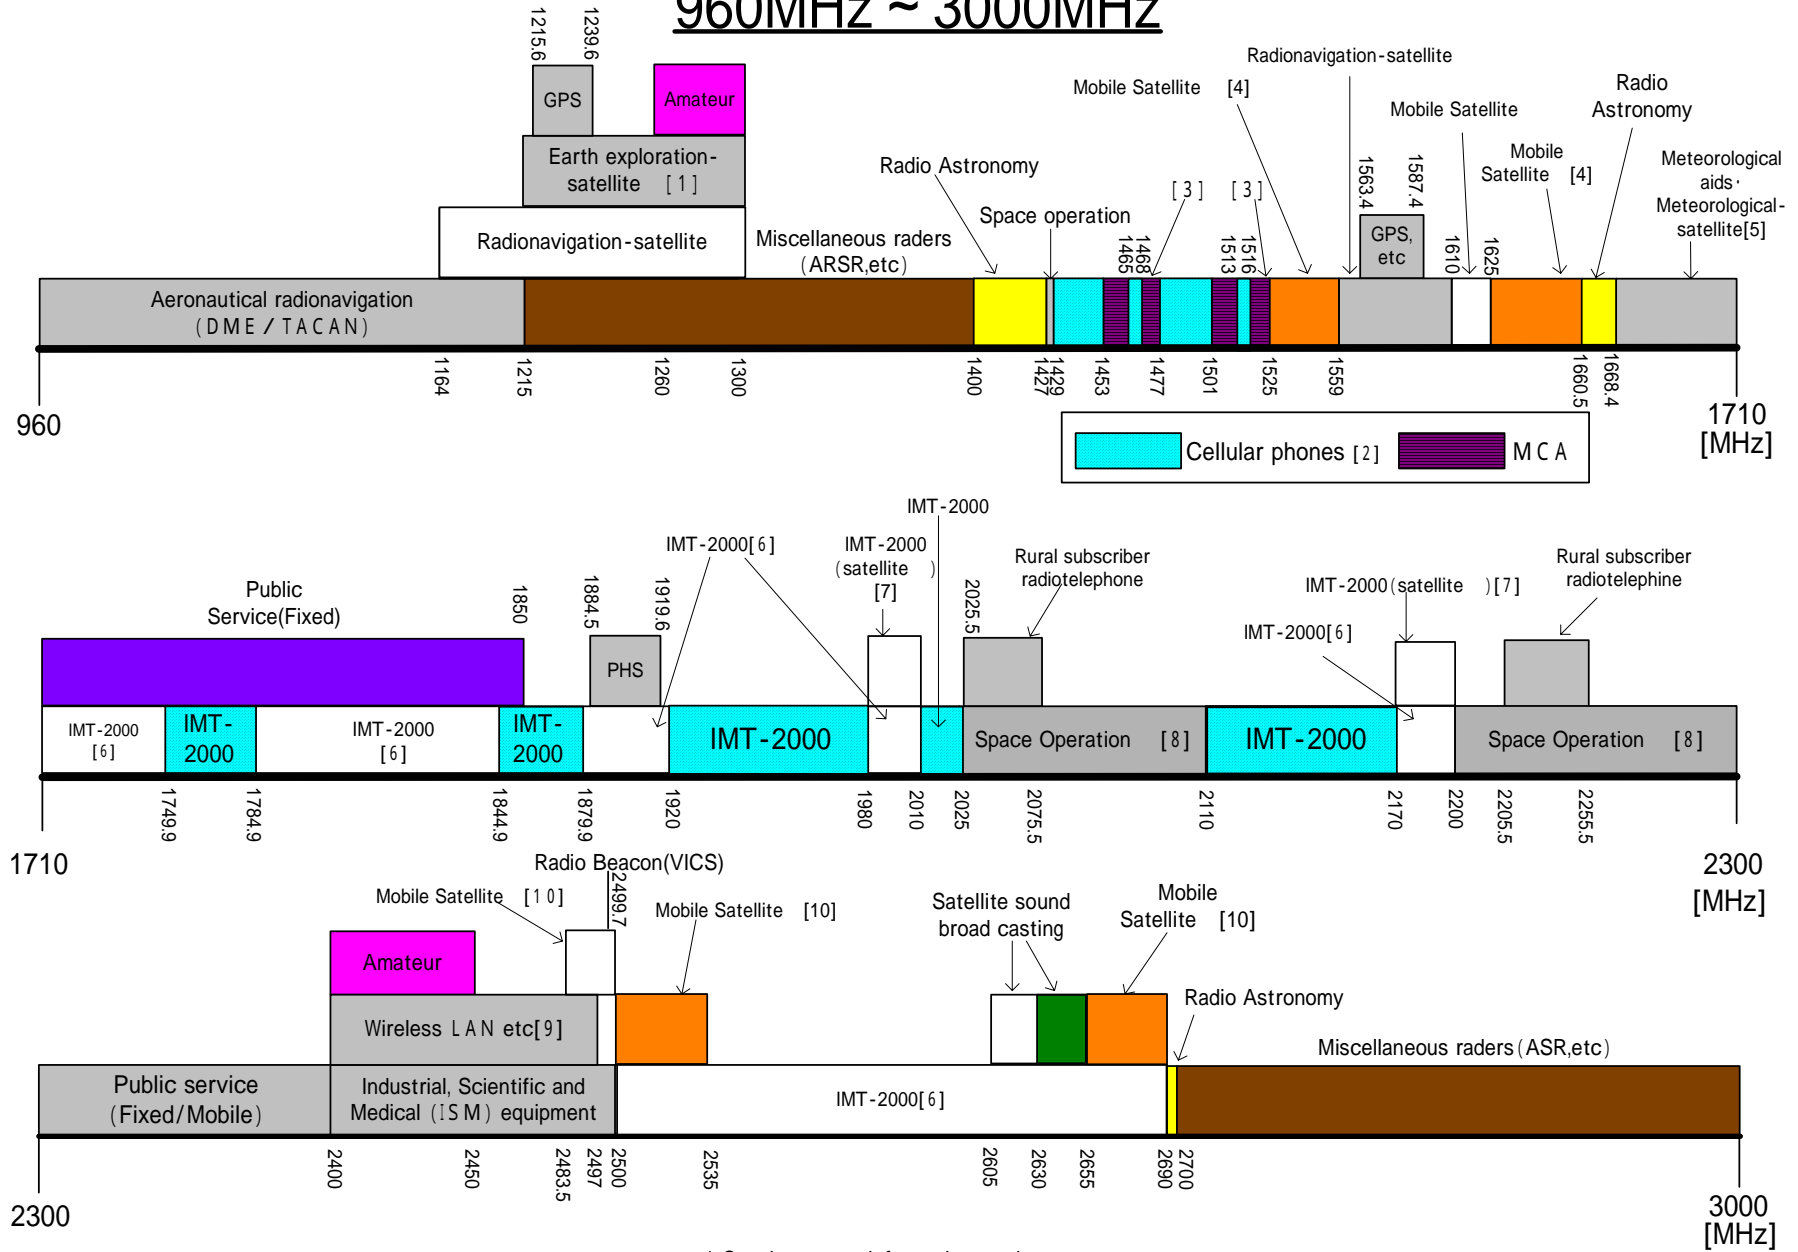 960MHz ~ 3000MHz
1215.6
1239.6
GPS
Amateur
Earth exploration-
satellite [1]
Radionavigation-satellite
Miscellaneous raders
(ARSR,etc)
Aeronautical radionavigation
(DME/TACAN)
Radio Astronomy
Space operation
[3]
[3]
Mobile Satellite [4]
Radionavigation-satellite
Mobile Satellite
Radio
Astronomy
Mobile
Satellite [4]
Meteorological
aids·
Meteorological-
satellite[5]
1465
1468
1513
1516
1563.4
1587.4
GPS,
etc
1610
1625
1164
1215
1260
1300
1400
1427
1429
1453
1477
1501
1525
1559
1660.5
1668.4
960
1710
[MHz]
Cellular phones [2]
MCA
Public
Service(Fixed)
1850
1884.5
1919.6
PHS
IMT-2000[6]
IMT-2000
(satellite )
[7]
IMT-2000
2025.5
Rural subscriber
radiotelephone
IMT-2000(satellite )[7]
IMT-2000[6]
Rural subscriber
radiotelephine
IMT-2000
[6]
IMT-
2000
IMT-2000
[6]
IMT-
2000
IMT-2000
Space Operation [8]
IMT-2000
Space Operation [8]
1749.9
1784.9
1844.9
1879.9
1920
1980
2010
2025
2075.5
2110
2170
2200
2205.5
2255.5
1710
2300
[MHz]
Radio Beacon(VICS)
2499.7
Mobile Satellite [10]
Mobile Satellite [10]
Satellite sound
broad casting
Mobile
Satellite [10]
Amateur
Wireless LAN etc[9]
Radio Astronomy
Miscellaneous raders(ASR,etc)
Public service
(Fixed/Mobile)
Industrial, Scientific and
Medical (ISM) equipment
IMT-2000[6]
2400
2450
2483.5
2497
2500
2535
2605
2630
2655
2690
2700
2300
3000
[MHz]